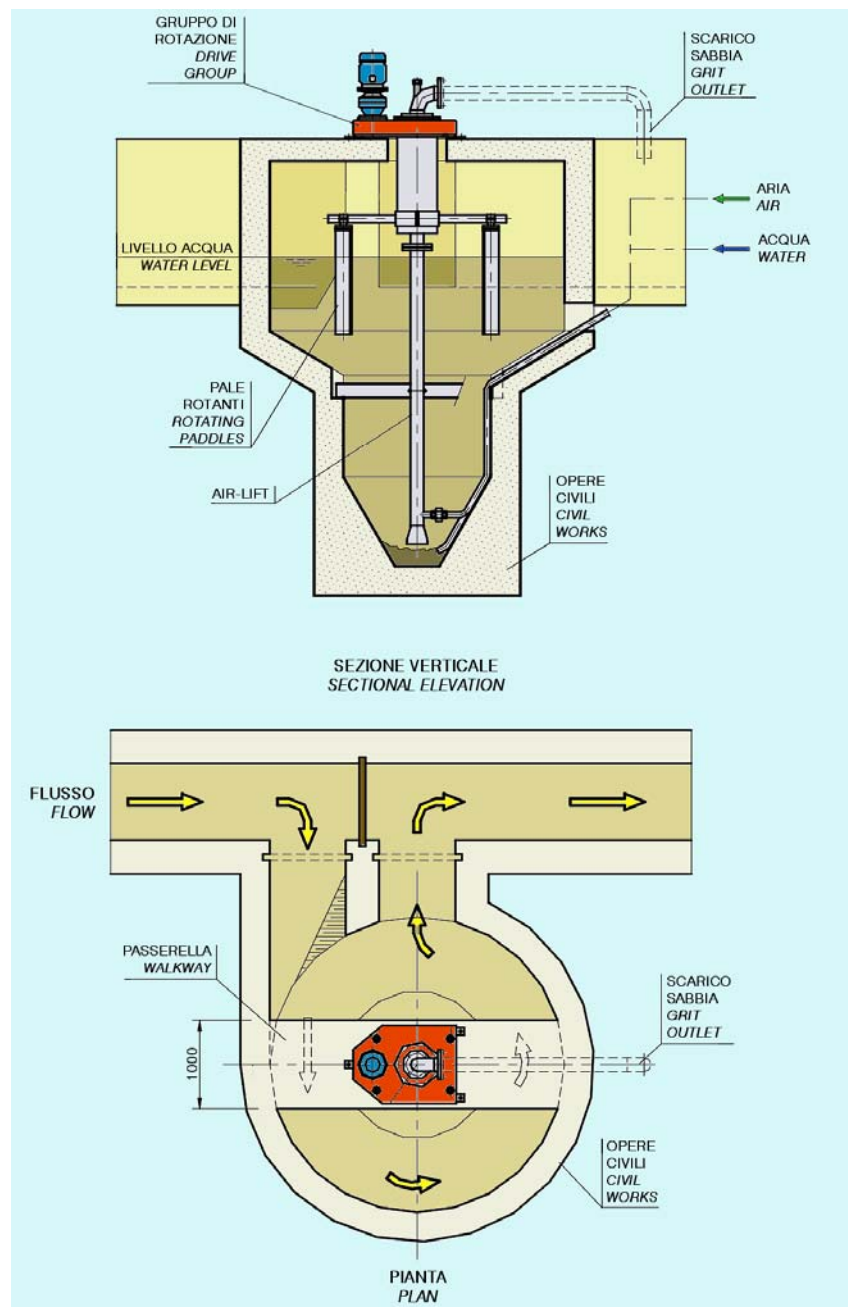 GRUPPO DI
ROTAZIONE
DRIVE
GROUP
SCARICO
SABBIA
GRIT
OUTLET
ARIA
AIR
LIVELLO ACQUA
WATER LEVEL
ACQUA
WATER
PALE
ROTANTI
ROTATING
PADDLES
AIR-LIFT
OPERE
CIVILI
CIVIL
WORKS
SEZIONE VERTICALE
SECTIONAL ELEVATION
FLUSSO
FLOW
PASSERELLA
WALKWAY
SCARICO
SABBIA
GRIT
OUTLET
1000
OPERE
CIVILI
CIVIL
WORKS
PIANTA
PLAN